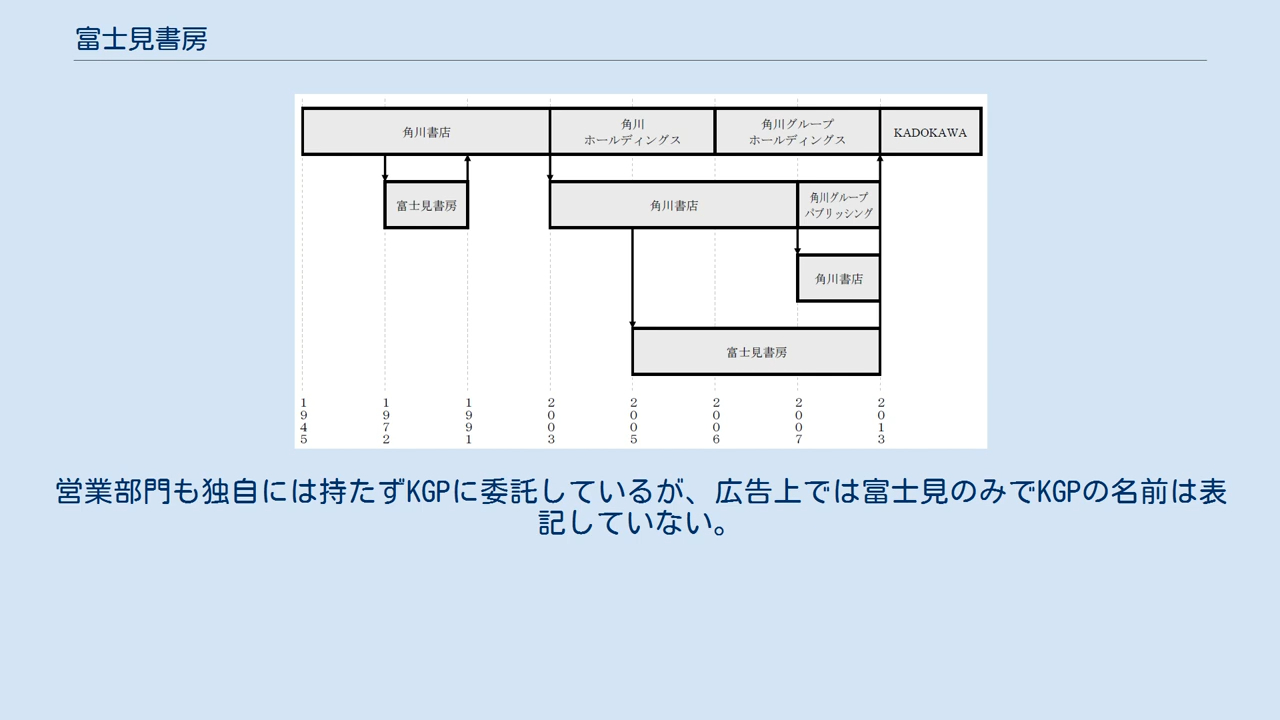 富士見書房
角川書店
角川
ホールディングス
角川グループ
ホールディングス
KADOKAWA
富士見書房
角川書店
角川グループ
パブリッシング
角川書店
富士見書房
1945
1972
1991
2003
2005
2006
2007
2013
営業部門も独自には持たずKGPに委託しているが、広告上では富士見のみでKGPの名前は表
記していない。